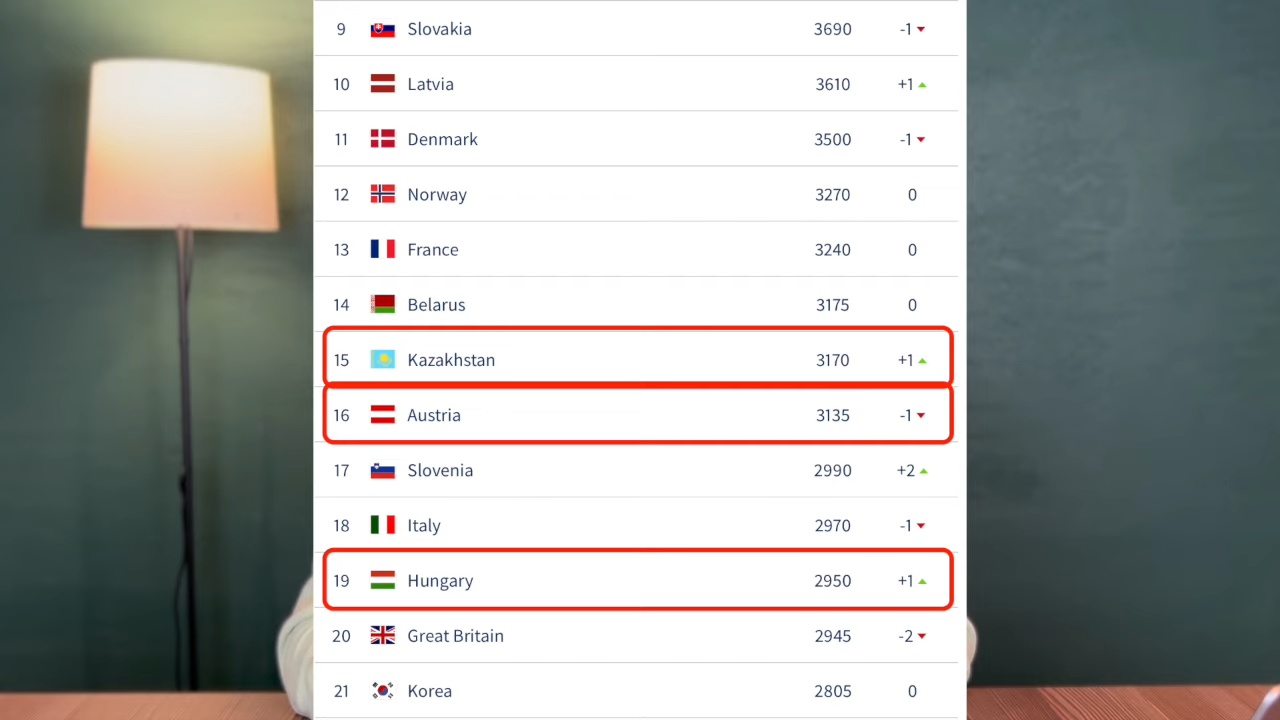 9 Slovakia 3690 -1
10 Latvia 3610 +1
11 Denmark 3500 -1
12 Norway 3270 0
13 France 3240 0
14 Belarus 3175 0
15 Kazakhstan 3170 +1
16 Austria 3135 -1
17 Slovenia 2990 +2
18 Italy 2970 -1
19 Hungary 2950 +1
20 Great Britain 2945 -2
21 Korea 2805 0